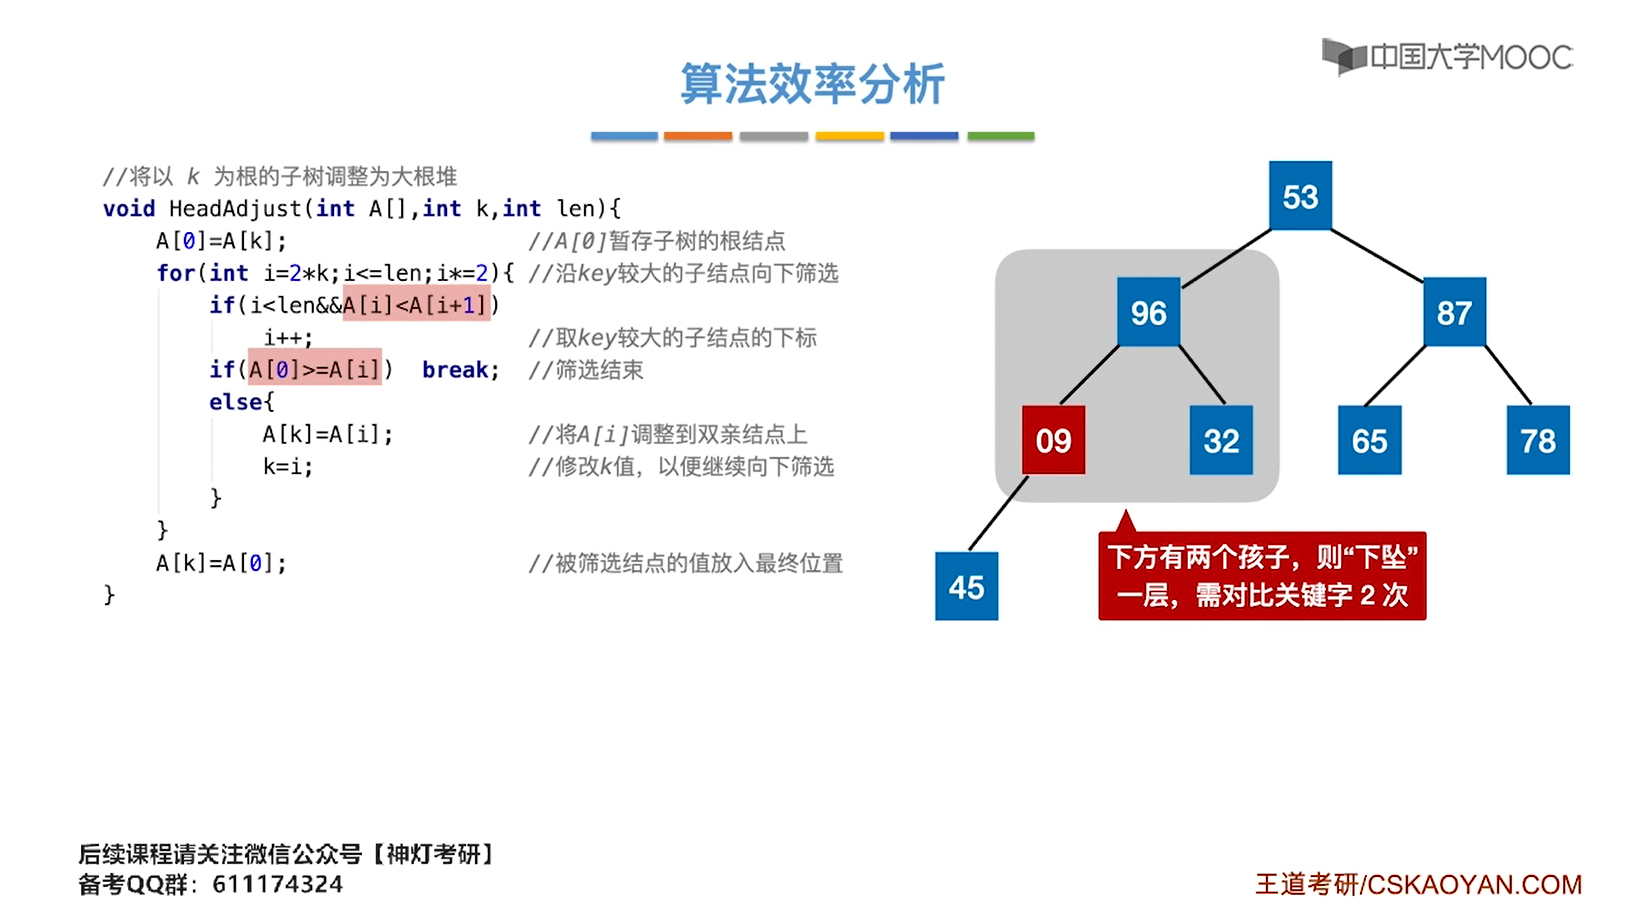 中国大学MOOC
算法效率分析
//将以 k 为根的子树调整为大根堆
void HeadAdjust(int A[],int k,int len){
A[0]=A[k]; //A[0]暂存子树的根结点
for(int i=2*k;i<=len;i*=2){ //沿key较大的子结点向下筛选
if(i<len&&A[i]<A[i+1])
i++; //取key较大的子结点的下标
if(A[0]>=A[i]) break; //筛选结束
else{
A[k]=A[i]; //将A[i]调整到双亲结点上
k=i; //修改k值，以便继续向下筛选
}
}
A[k]=A[0]; //被筛选结点的值放入最终位置
}
53
96
87
09
32
65
78
45
下方有两个孩子，则“下坠”
一层，需对比关键字 2 次
后续课程请关注微信公众号【神灯考研】
备考QQ群：611174324
王道考研/CSKAOYAN.COM